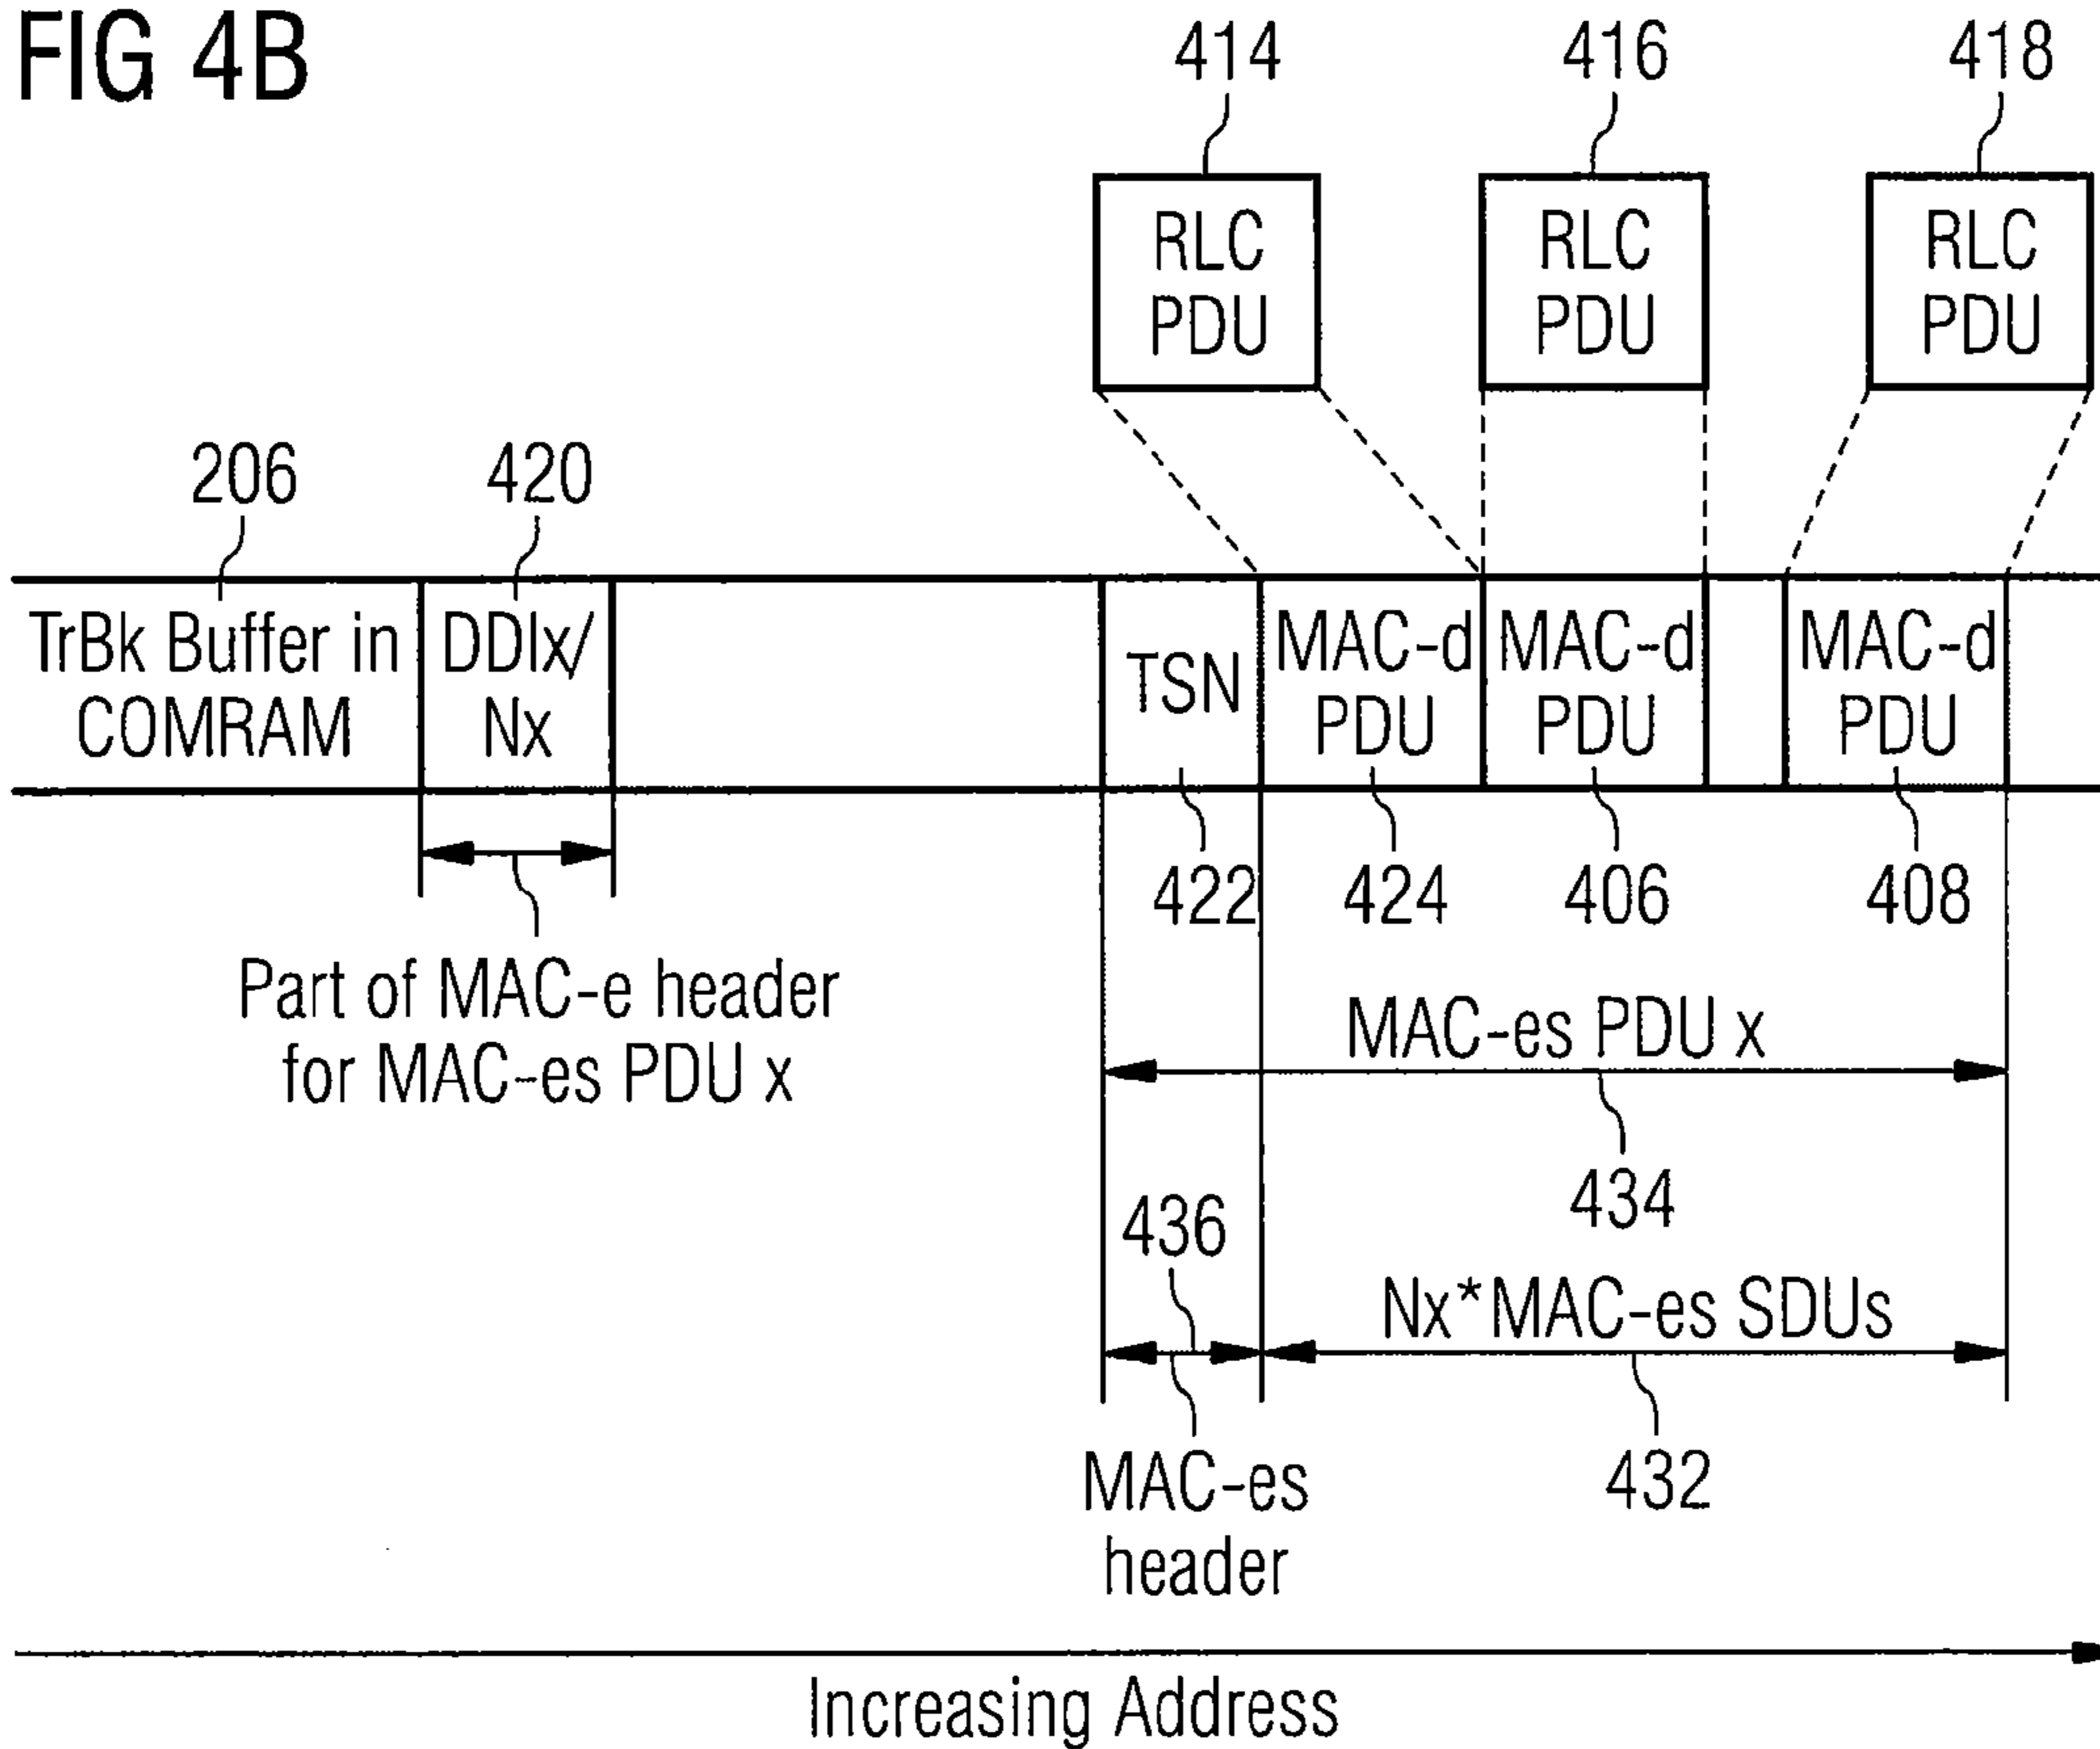 FIG 4B
414
416
418
RLC
PDU
RLC
PDU
RLC
PDU
206
420
TrBk Buffer in
COMRAM
DDIx/
Nx
TSN
MAC-d
PDU
MAC-d
PDU
MAC-d
PDU
422
424
406
408
Part of MAC-e header
for MAC-es PDU x
MAC-es PDU x
434
436
Nx*MAC-es SDUs
MAC-es
header
432
Increasing Address